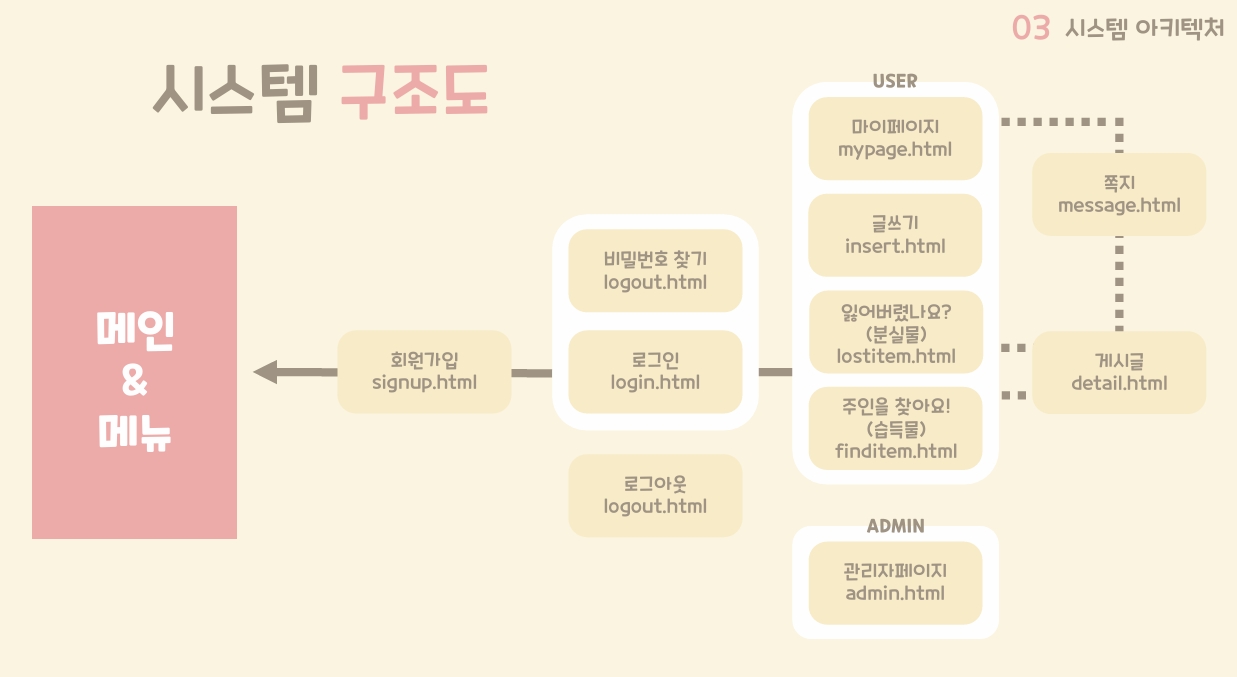 03 시스템 아키텍처
시스템 구조도
메인
&
메뉴
회원가입
signup.html
비밀번호 찾기
logout.html
로그인
login.html
로그아웃
logout.html
USER
마이페이지
mypage.html
글쓰기
insert.html
잃어버렸나요?
(분실물)
lostitem.html
주인을 찾아요!
(습득물)
finditem.html
ADMIN
관리자페이지
admin.html
쪽지
message.html
게시글
detail.html